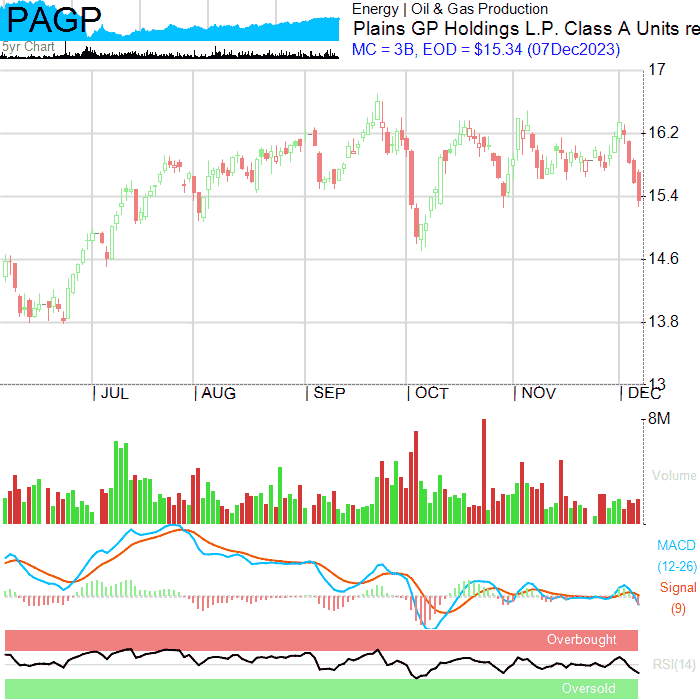 PAGP
5yr Chart
Energy | Oil & Gas Production
Plains GP Holdings L.P. Class A Units re
MC = 3B, EOD = $15.34 (07Dec2023)
17
16.2
15.4
14.6
13.8
13
JUL AUG SEP OCT NOV DEC
8M
Volume
MACD
(12-26)
Signal
(9)
Overbought
RSI(14)
Oversold